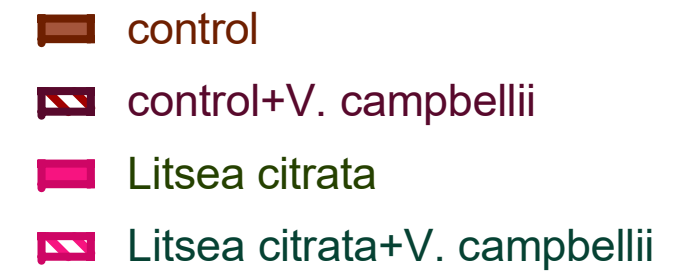 control
control+V. campbellii
Litsea citrata
Litsea citrata+V. campbellii